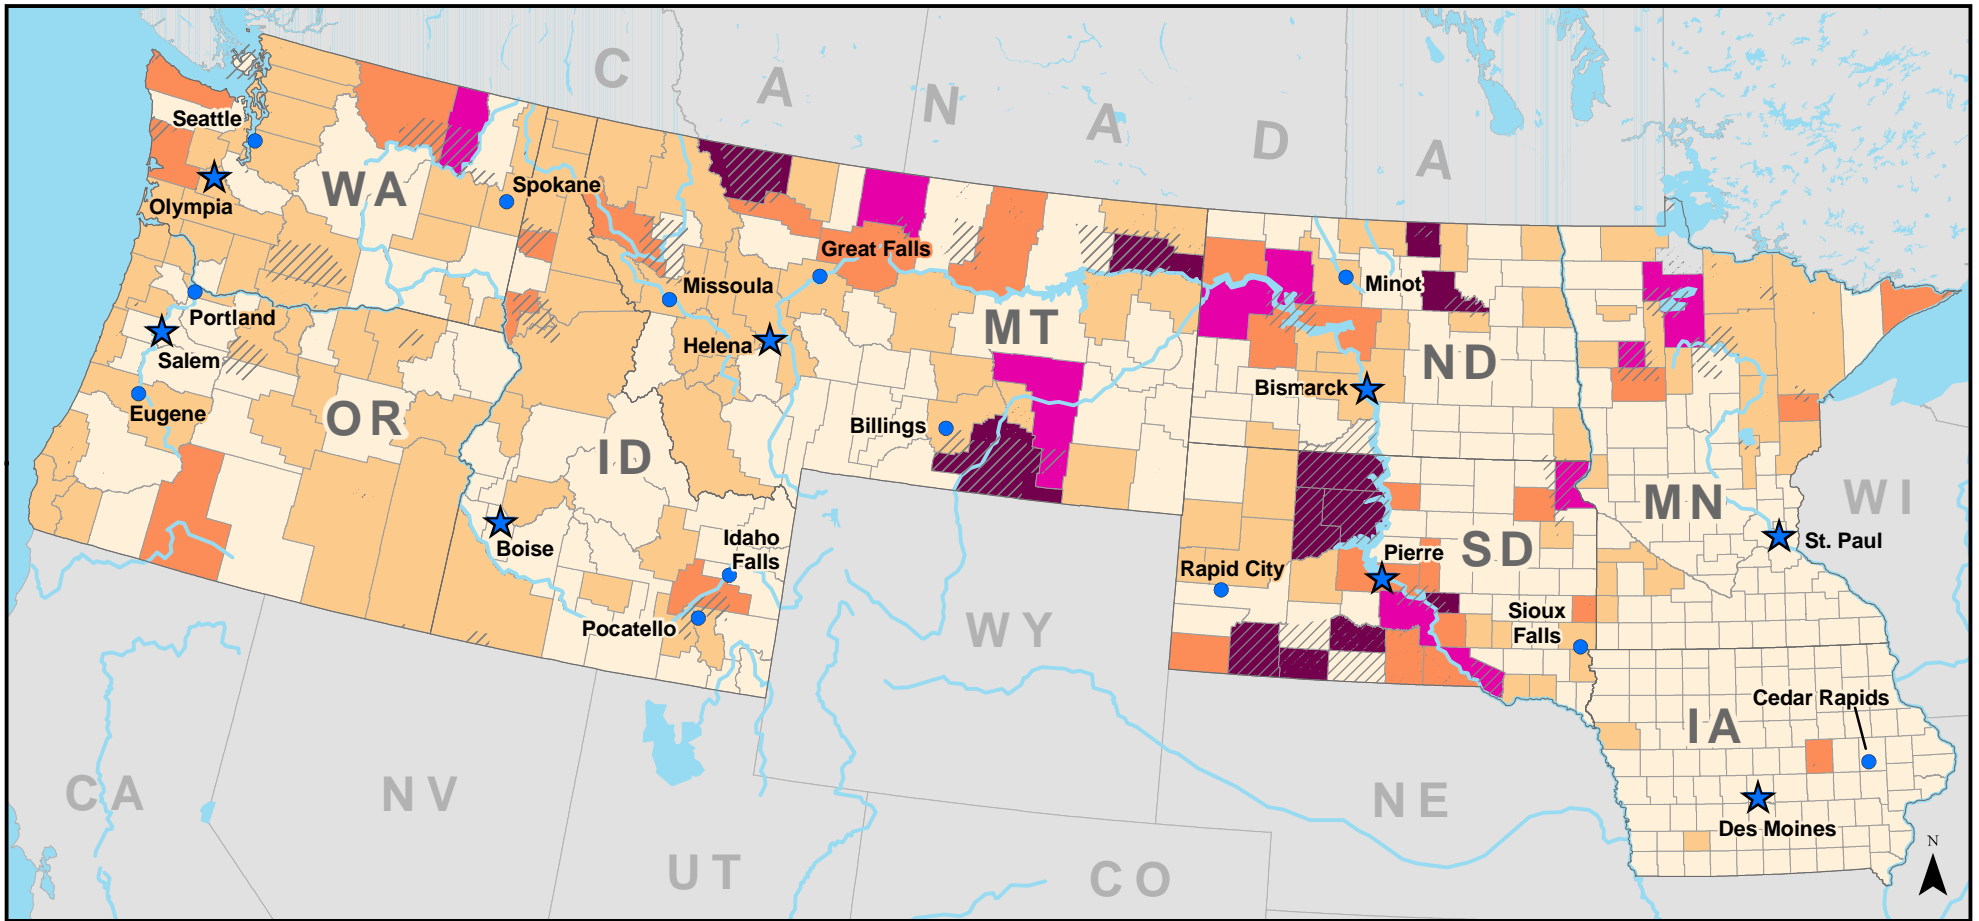 C
A
N
A
D
A
Seattle
WA
Spokane
Olympia
Great Falls
Missoula
Minot
Portland
MT
Salem
Helena
ND
Bismarck
Eugene
OR
Billings
ID
MN
WI
Boise
Idaho
Falls
Pierre
SD
St. Paul
Rapid City
Pocatello
WY
Sioux
Falls
Cedar Rapids
IA
CA
NV
NE
Des Moines
N
UT
CO